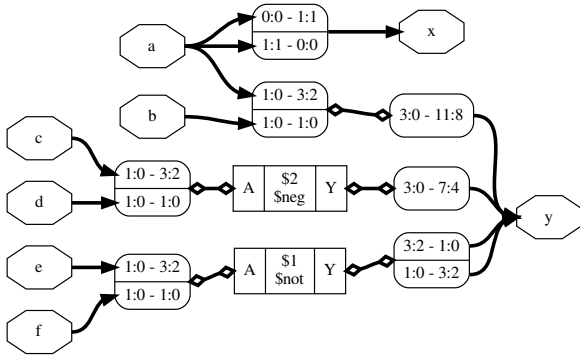 a
0:0 - 1:1
1:1 - 0:0
x
b
1:0 - 3:2
1:0 - 1:0
3:0 - 11:8
c
d
1:0 - 3:2
1:0 - 1:0
A
$2
$neg
Y
3:0 - 7:4
y
e
f
1:0 - 3:2
1:0 - 1:0
A
$1
$not
Y
3:2 - 1:0
1:0 - 3:2